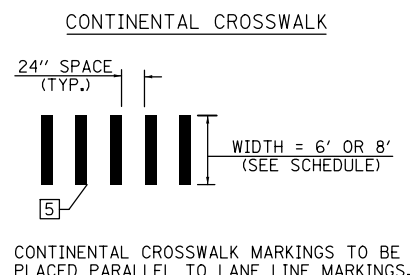 CONTINENTAL CROSSWALK
24" SPACE
(TYP.)
WIDTH = 6' OR 8'
(SEE SCHEDULE)
5
CONTINENTAL CROSSWALK MARKINGS TO BE
PLACED PARALLEL TO LANE LINE MARKINGS.